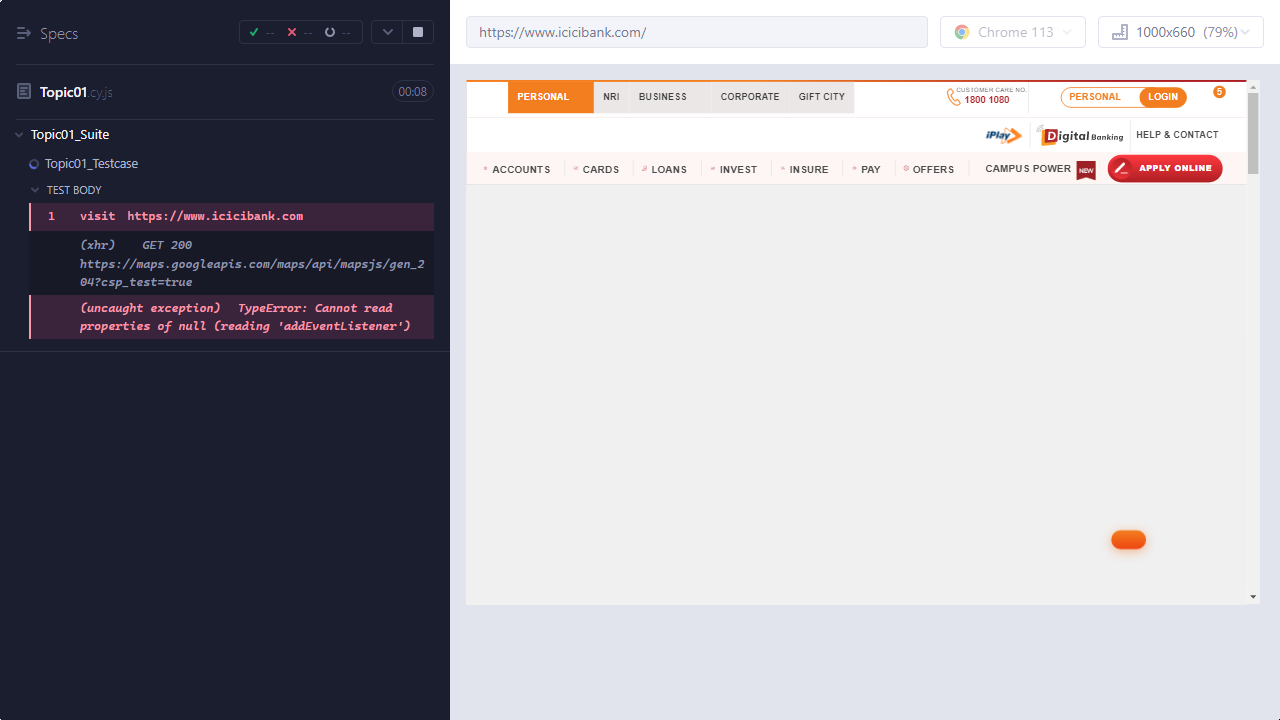 Specs
-- -- --
Topic01.cy.js
00:08
Topic01_Suite
Topic01_Testcase
TEST BODY
1 visit https://www.icicibank.com
(xhr) GET 200
https://maps.googleapis.com/maps/api/mapsjs/gen_2
04?csp_test=true
(uncaught exception) TypeError: Cannot read
properties of null (reading 'addEventListener')
https://www.icicibank.com/
Chrome 113
1000x660 (79%)
PERSONAL NRI BUSINESS CORPORATE GIFT CITY
CUSTOMER CARE NO.
1800 1080
PERSONAL LOGIN
5
iPlay
Digital Banking
HELP & CONTACT
ACCOUNTS CARDS LOANS INVEST INSURE PAY OFFERS CAMPUS POWER NEW APPLY ONLINE